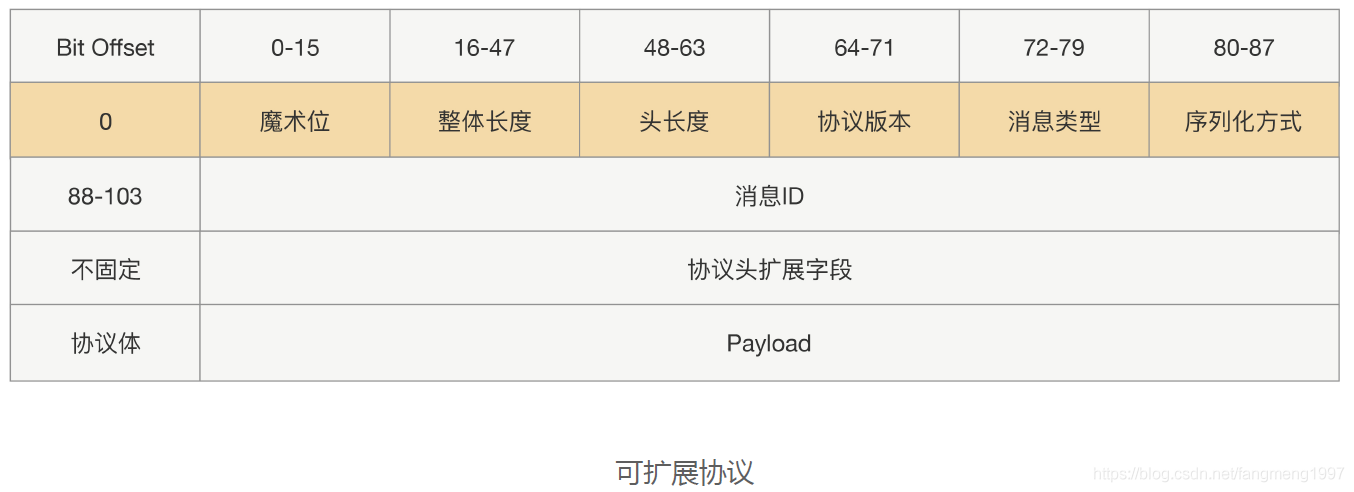 Bit Offset 0-15 16-47 48-63 64-71 72-79 80-87
0 魔术位 整体长度 头长度 协议版本 消息类型 序列化方式
88-103 消息ID
不固定 协议头扩展字段
协议体 Payload
可扩展协议
https://blog.csdn.net/fangmeng1997